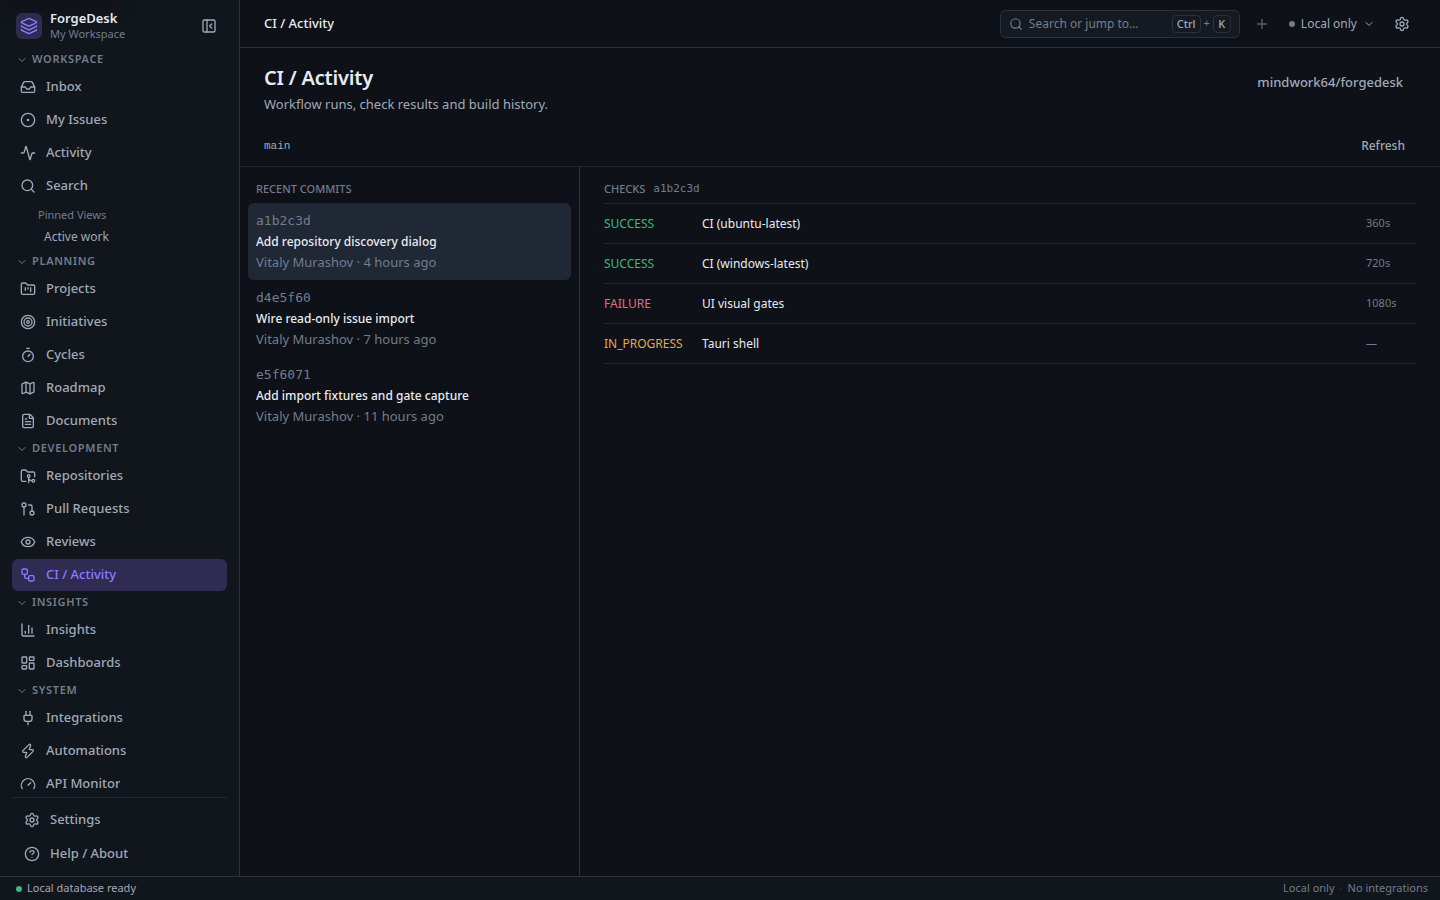 ForgeDesk
My Workspace
WORKSPACE
Inbox
My Issues
Activity
Search
Pinned Views
Active work
PLANNING
Projects
Initiatives
Cycles
Roadmap
Documents
DEVELOPMENT
Repositories
Pull Requests
Reviews
CI / Activity
INSIGHTS
Insights
Dashboards
SYSTEM
Integrations
Automations
API Monitor
Settings
Help / About
CI / Activity
Search or jump to... Ctrl + K
Local only
CI / Activity
Workflow runs, check results and build history.
mindwork64/forgedesk
main
Refresh
RECENT COMMITS
a1b2c3d
Add repository discovery dialog
Vitaly Murashov · 4 hours ago
d4e5f60
Wire read-only issue import
Vitaly Murashov · 7 hours ago
e5f6071
Add import fixtures and gate capture
Vitaly Murashov · 11 hours ago
CHECKS a1b2c3d
SUCCESS CI (ubuntu-latest) 360s
SUCCESS CI (windows-latest) 720s
FAILURE UI visual gates 1080s
IN_PROGRESS Tauri shell —
Local database ready
Local only · No integrations